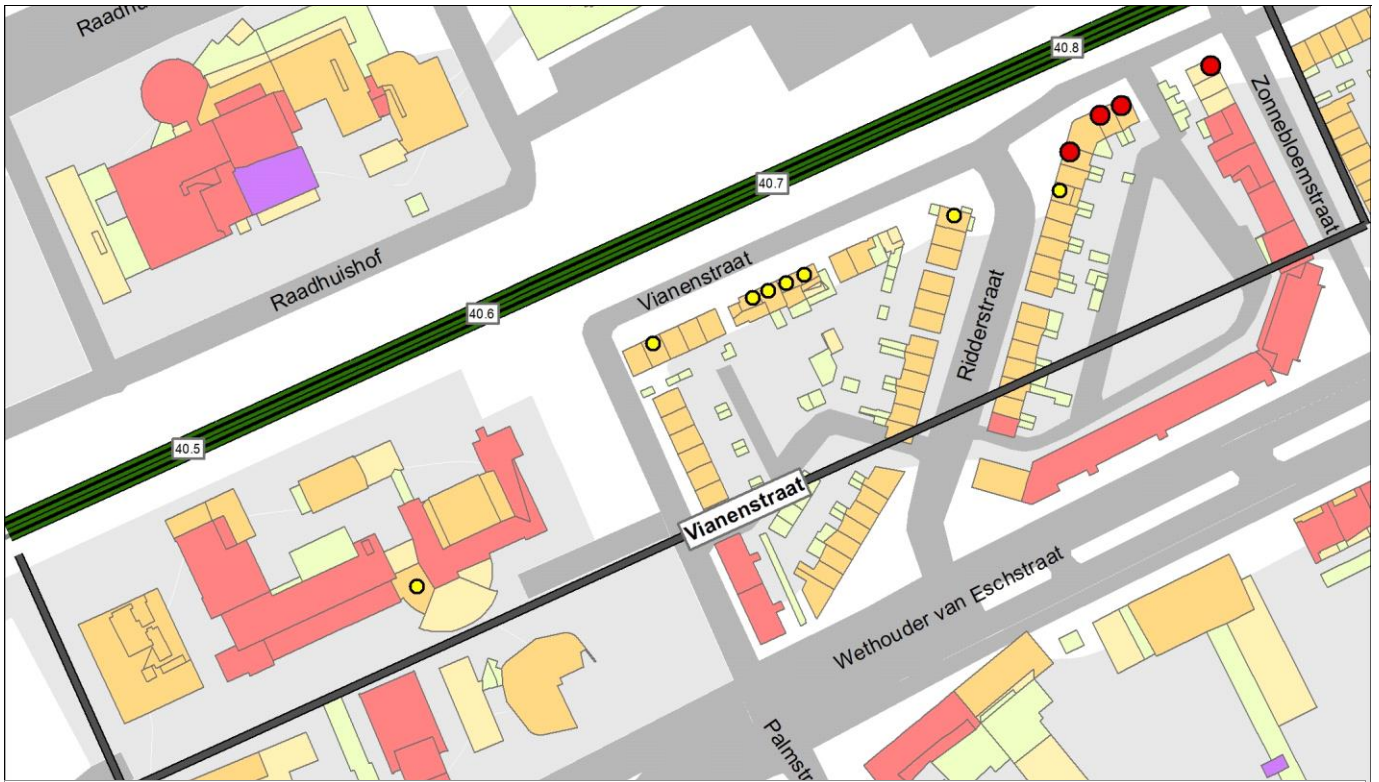 Raadhu
40.8
Zonnebloemstraat
40.7
Raadhuishof
Vianenstraat
40.6
Ridderstraat
40.5
Vianenstraat
Wethouder van Eschstraat
Palmstr